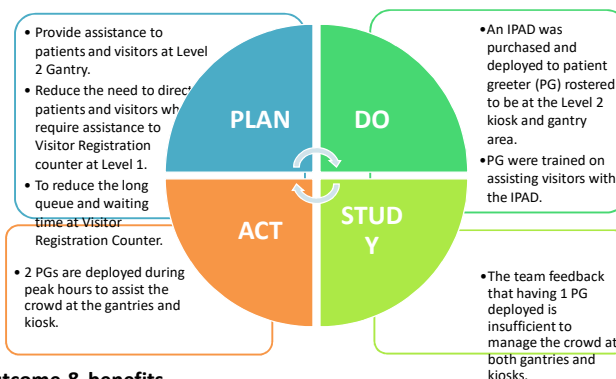 • Provide assistance to
patients and visitors at Level
2 Gantry.
• Reduce the need to direct
patients and visitors wh
require assistance to
Visitor Registration
counter at Level 1.
• To reduce the long
queue and waiting
time at Visitor
Registration Counter.
PLAN
DO
•An IPAD was
purchased and
deployed to patient
greeter (PG) rostered
to be at the Level 2
kiosk and gantry
area.
•PG were trained on
assisting visitors with
the IPAD.
ACT
STUD
Y
• 2 PGs are deployed during
peak hours to assist the
crowd at the gantries and
kiosk.
•The team feedback
that having 1 PG
deployed is
insufficient to
manage the crowd at
both gantries and
kiosks.
tcome & benefits